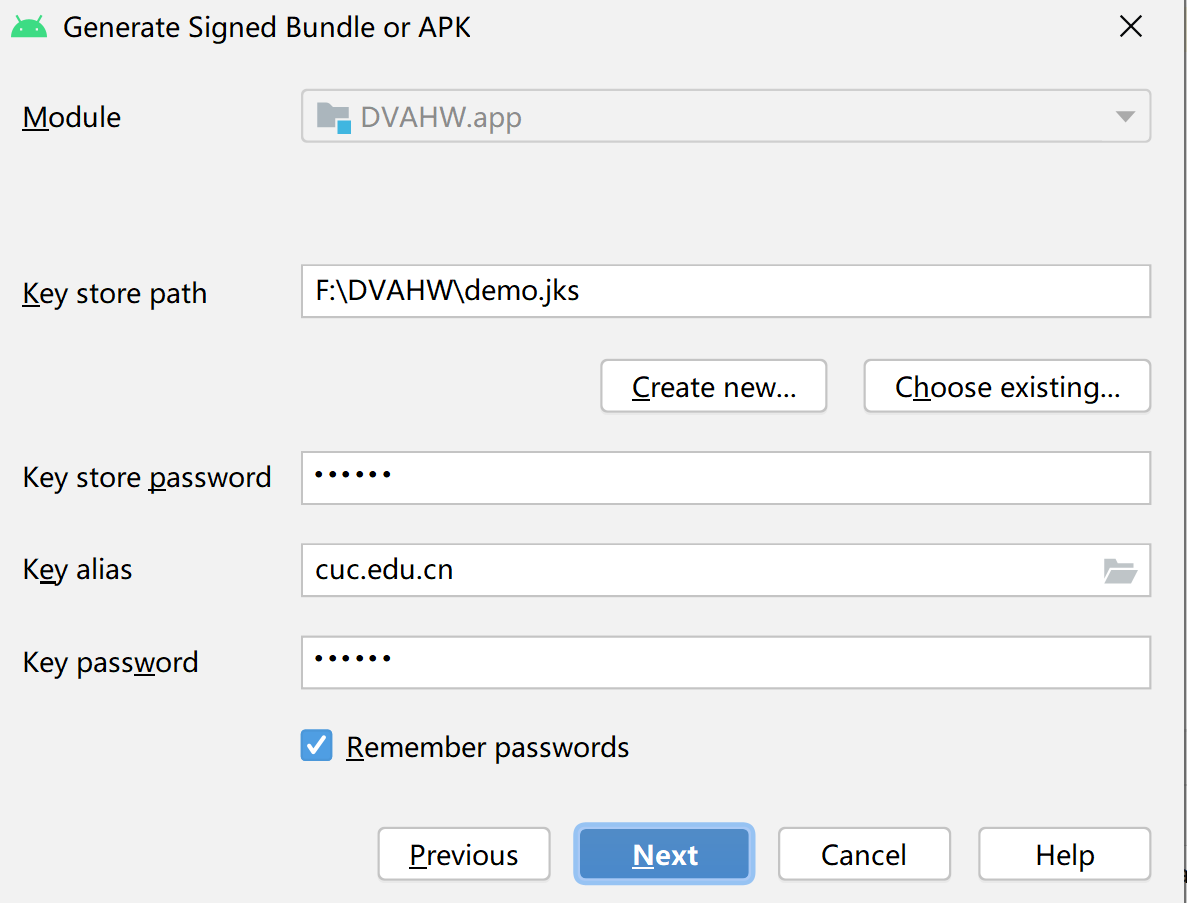 Generate Signed Bundle or APK
Module DVAHW.app
Key store path F:\DVAHW\demo.jks
Create new... Choose existing...
Key store password ••••••
Key alias cuc.edu.cn
Key password ••••••
Remember passwords
Previous Next Cancel Help